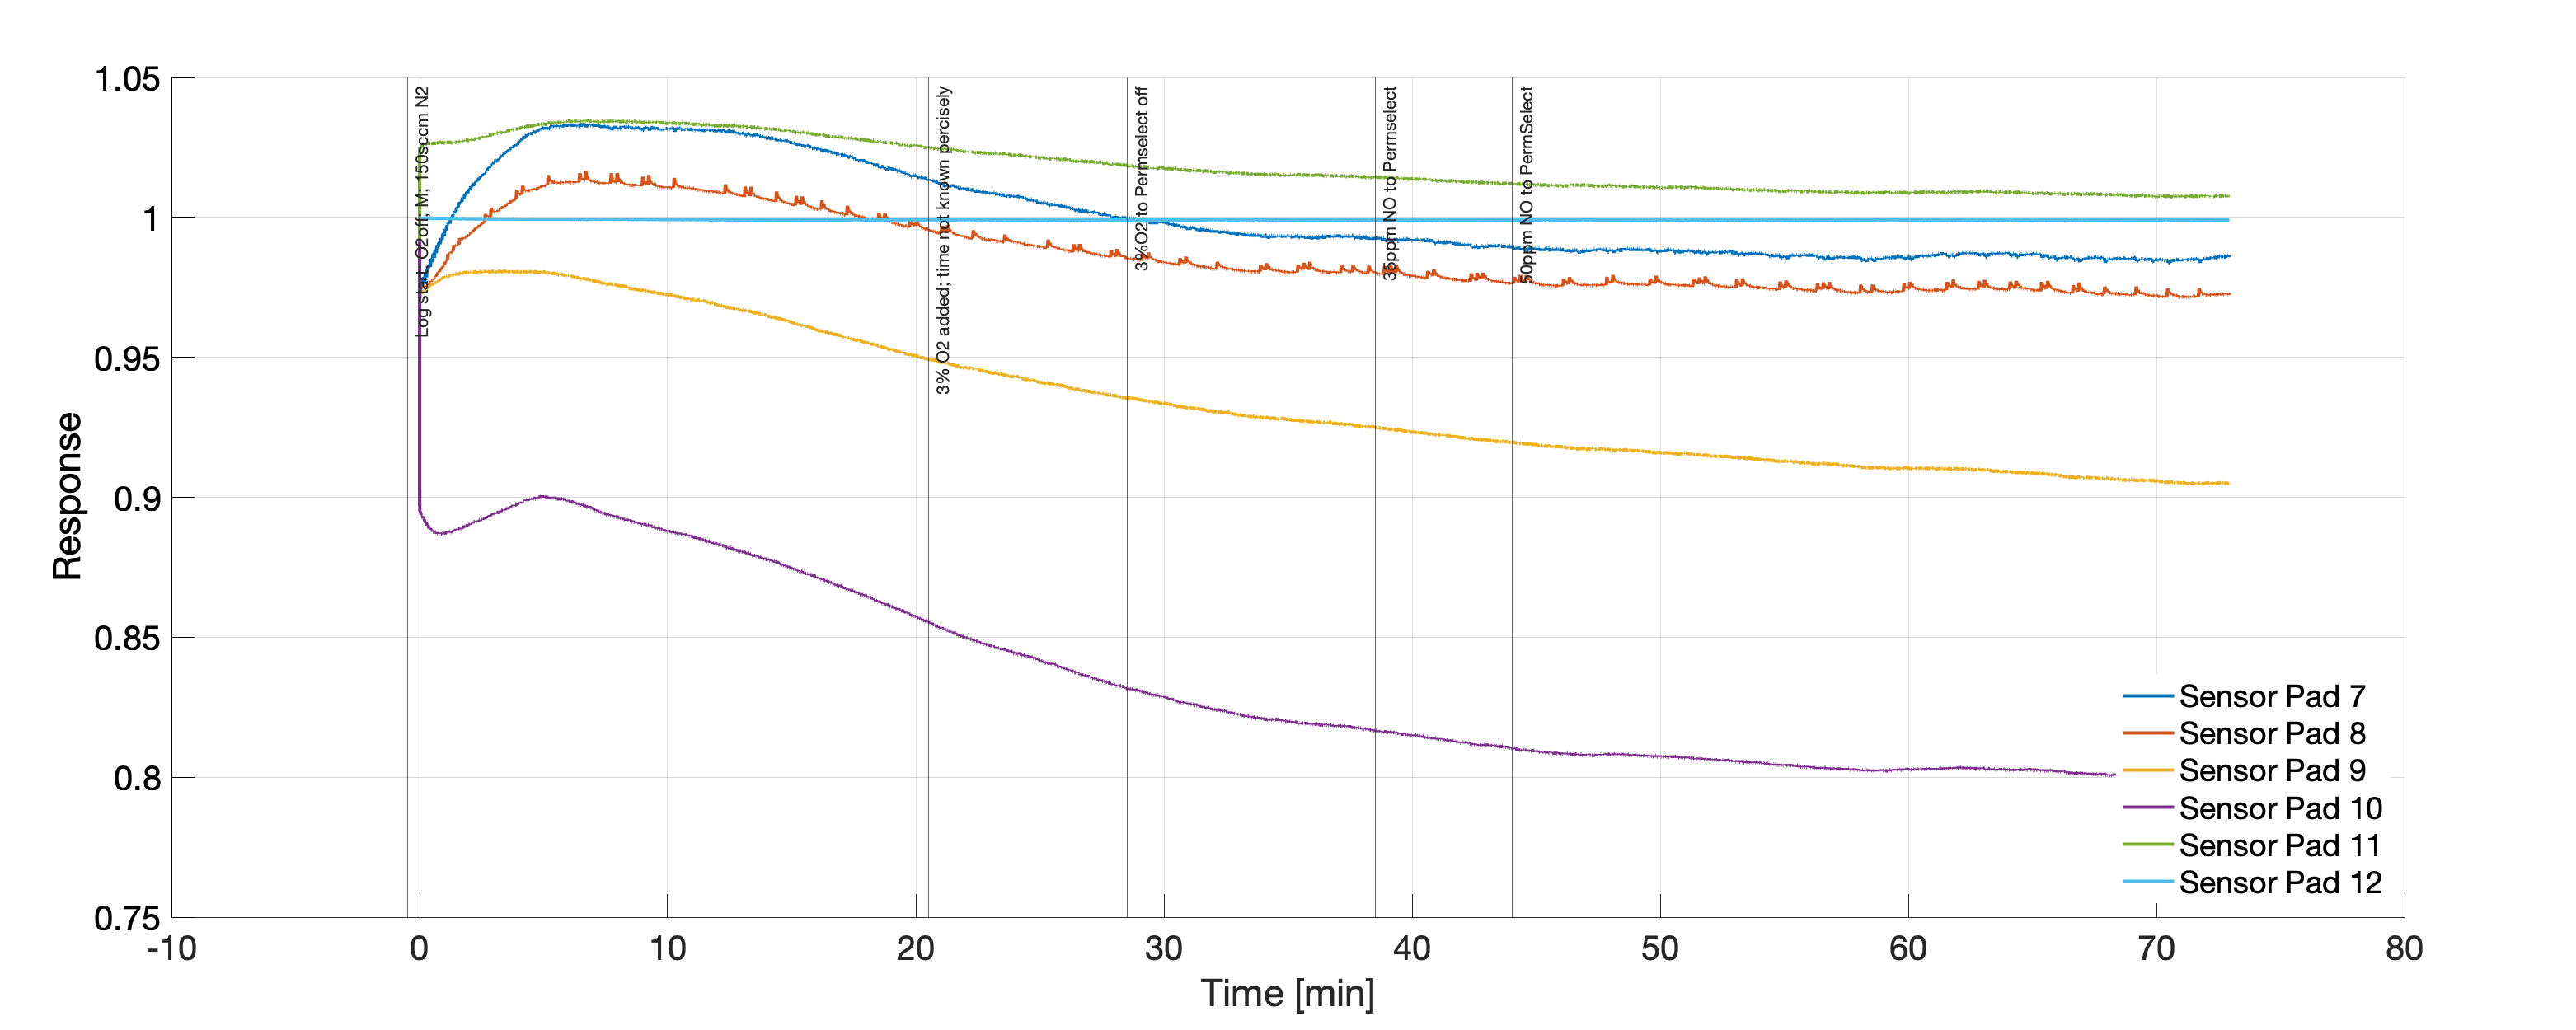 1.05
1
0.95
0.9
0.85
0.8
0.75
Response
Log start, O2off, M, 150sccm N2
3% O2 added; time not known percisely
3%O2 to Permselect off
35ppm NO to Permselect
50ppm NO to PermSelect
Sensor Pad 7
Sensor Pad 8
Sensor Pad 9
Sensor Pad 10
Sensor Pad 11
Sensor Pad 12
-10 0 10 20 30 40 50 60 70 80
Time [min]